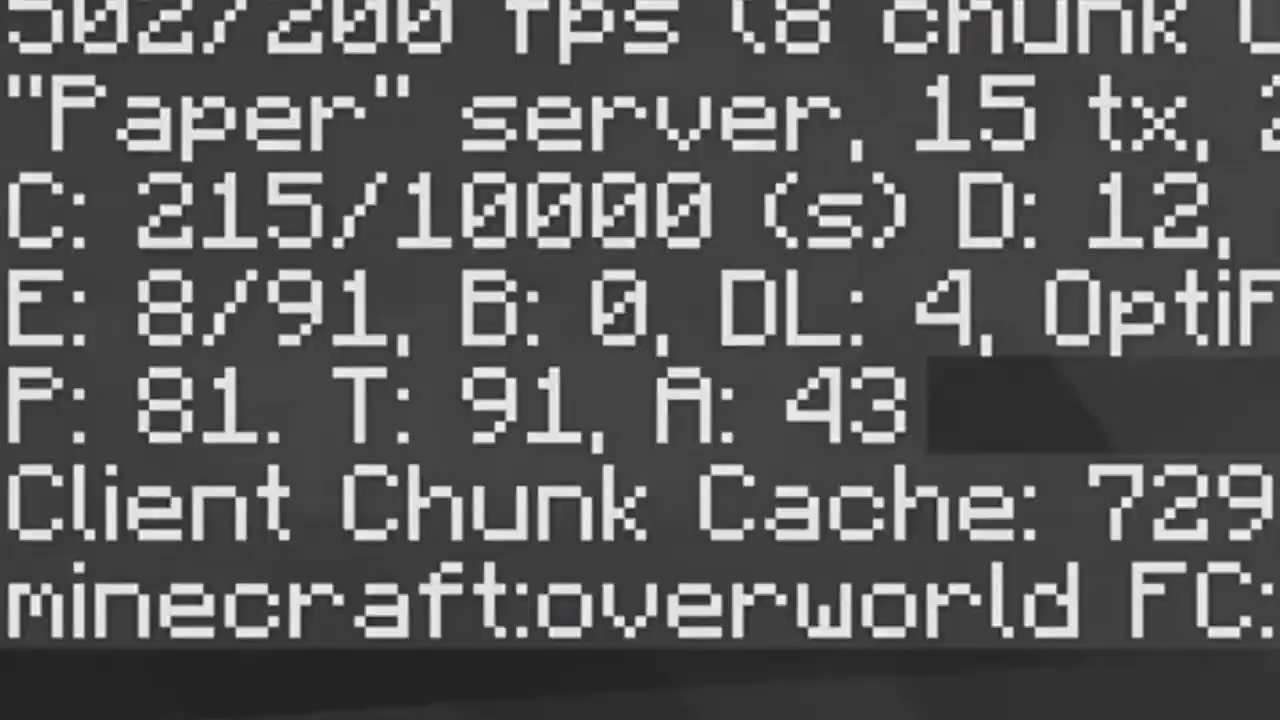 502/200 fps (8 chunk
"Paper" server, 15 tx,
C: 215/10000 (s) D: 12,
E: 8/91, B: 0, DL: 4, OptiF
P: 81. T: 91, A: 43
Client Chunk Cache: 729
minecraft:overworld FC: